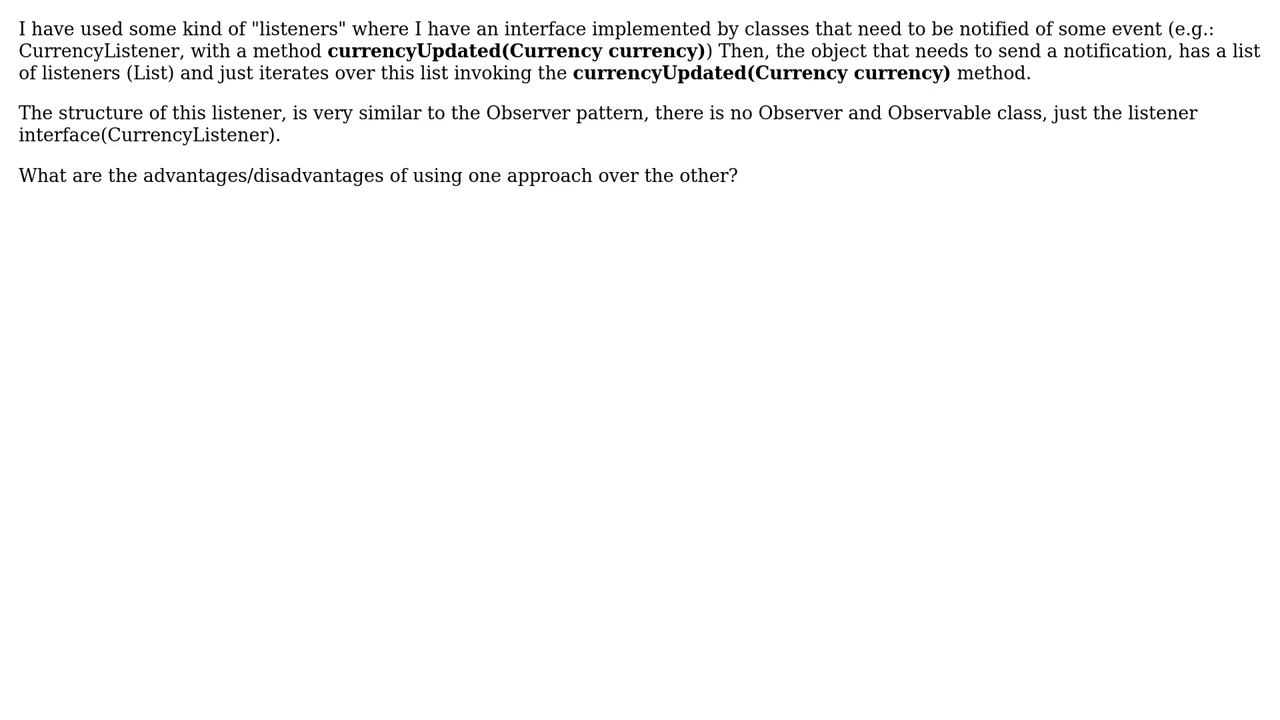 I have used some kind of "listeners" where I have an interface implemented by classes that need to be notified of some event (e.g.:
CurrencyListener, with a method currencyUpdated(Currency currency)) Then, the object that needs to send a notification, has a list
of listeners (List) and just iterates over this list invoking the currencyUpdated(Currency currency) method.
The structure of this listener, is very similar to the Observer pattern, there is no Observer and Observable class, just the listener
interface(CurrencyListener).
What are the advantages/disadvantages of using one approach over the other?